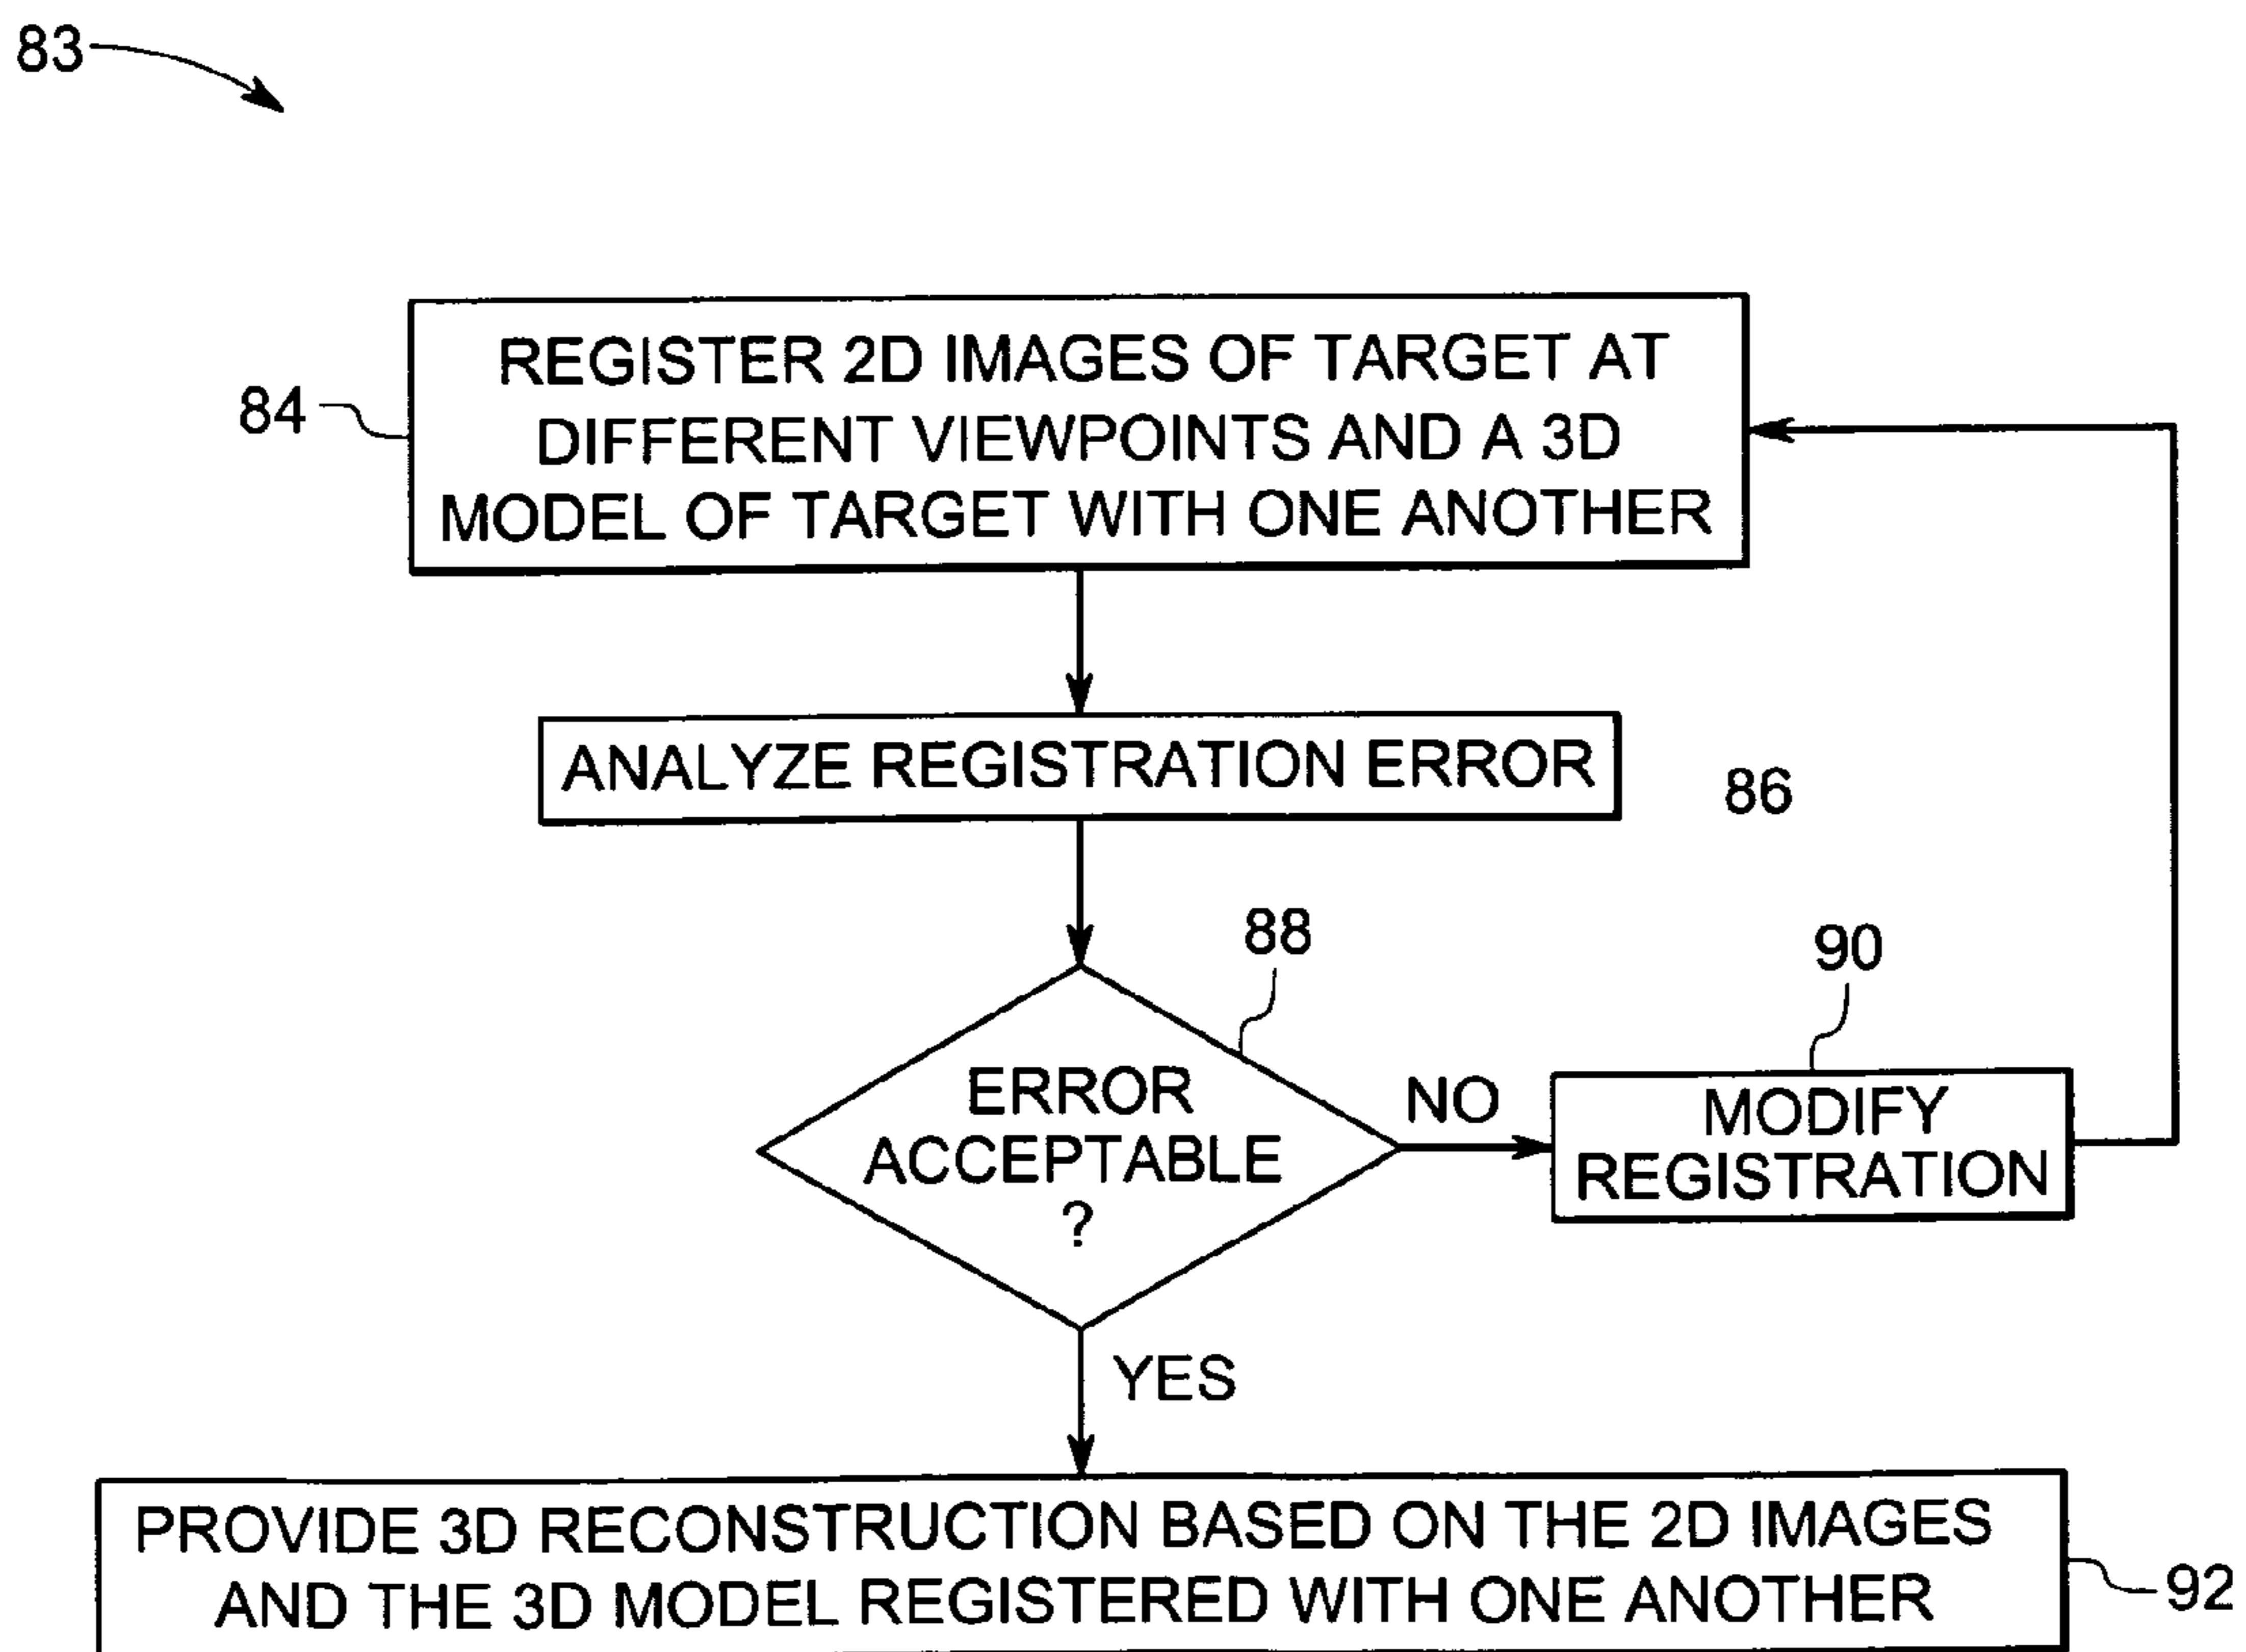 83
84
REGISTER 2D IMAGES OF TARGET AT
DIFFERENT VIEWPOINTS AND A 3D
MODEL OF TARGET WITH ONE ANOTHER
ANALYZE REGISTRATION ERROR
86
88
ERROR
ACCEPTABLE
?
NO
90
MODIFY
REGISTRATION
YES
PROVIDE 3D RECONSTRUCTION BASED ON THE 2D IMAGES
AND THE 3D MODEL REGISTERED WITH ONE ANOTHER
92